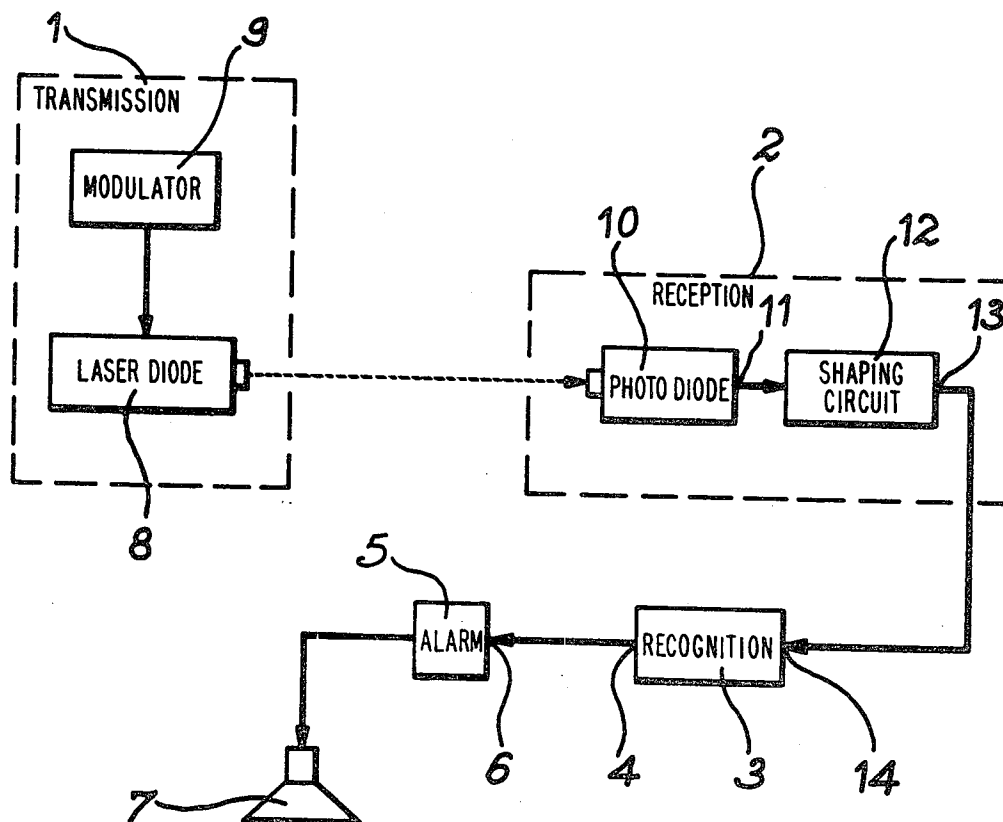 1
9
TRANSMISSION
MODULATOR
2
10
12
RECEPTION
11
13
LASER DIODE
PHOTO DIODE
SHAPING
CIRCUIT
8
5
ALARM
RECOGNITION
6
4
3
14
7